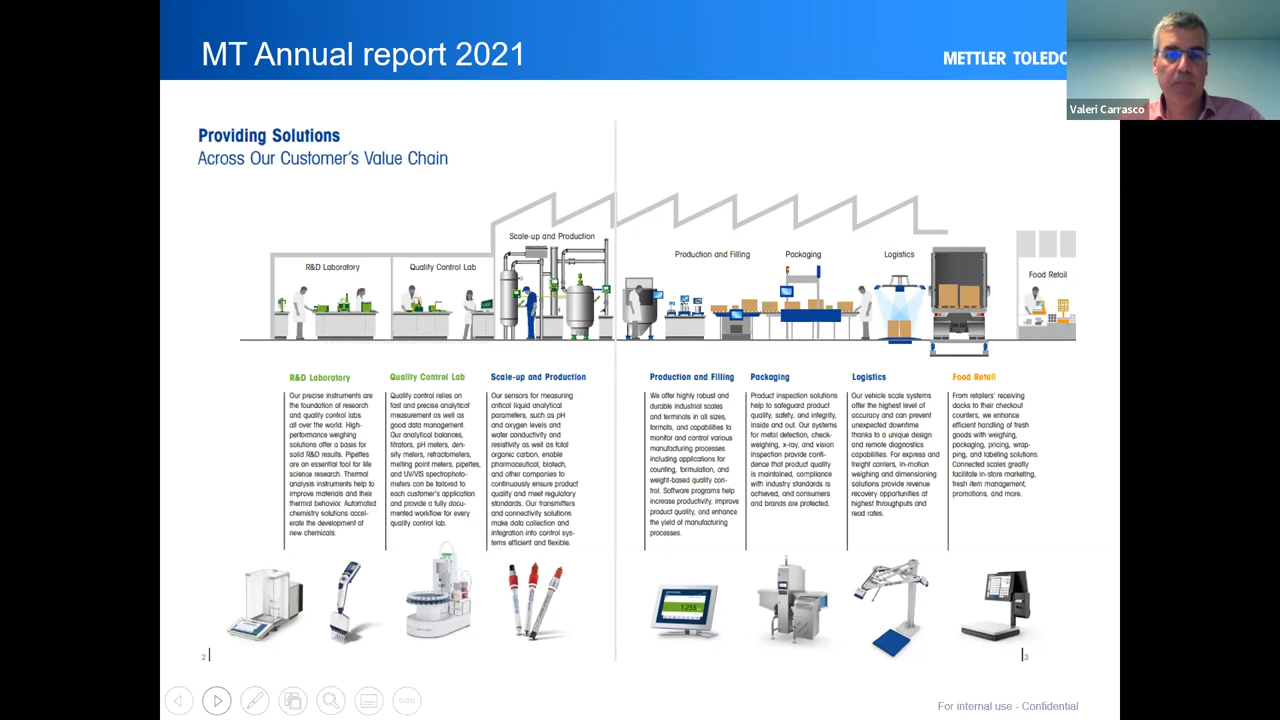 MT Annual report 2021
METTLER TOLEDO
Valeri Carrasco
Providing Solutions
Across Our Customer's Value Chain
R&D Laboratory
Quality Control Lab
Scale-up and Production
Production and Filling
Packaging
Logistics
Food Retail
R&D Laboratory
Our precise instruments are
the foundation of research
and quality control labs
all over the world. High-
performance weighing
solutions offer a basis for
solid R&D results. Pipettes
are an essential tool for life
science research. Thermal
analysis instruments help to
improve materials and their
thermal behavior. Automated
chemistry solutions accel-
erate the development of
new chemicals.
Quality Control Lab
Quality control relies on
fast and precise analytical
measurement as well as
good data management.
Our analytical balances,
titrators, pH meters, den-
sity meters, refractometers,
melting point meters, pipettes,
and UV/VIS spectrophoto-
meters can be tailored to
each customer's application
and provide a fully docu-
mented workflow for every
quality control lab.
Scale-up and Production
Our sensors for measuring
critical liquid analytical
parameters, such as pH
and oxygen levels and
water conductivity and
resistivity as well as total
organic carbon, enable
pharmaceutical, biotech,
and other companies to
continuously ensure product
quality and meet regulatory
standards. Our transmitters
and connectivity solutions
make data collection and
integration into control sys-
tems efficient and flexible.
Production and Filling
We offer highly robust and
durable industrial scales
and terminals in all sizes,
formats, and capabilities to
monitor and control various
manufacturing processes
including applications for
counting, formulation, and
weight-based quality con-
trol. Software programs help
increase productivity, improve
product quality, and enhance
the yield of manufacturing
processes.
Packaging
Product inspection solutions
help to safeguard product
quality, safety, and integrity,
inside and out. Our systems
for metal detection, check-
weighing, x-ray, and vision
inspection provide confi-
dence that product quality
is maintained, compliance
with industry standards is
achieved, and consumers
and brands are protected.
Logistics
Our vehicle scale systems
offer the highest level of
accuracy and can prevent
unexpected downtime
thanks to a unique design
and remote diagnostics
capabilities. For express and
freight carriers, in-motion
weighing and dimensioning
solutions provide revenue
recovery opportunities at
highest throughputs and
read rates.
Food Retail
From retailers' receiving
docks to their checkout
counters, we enhance
efficient handling of fresh
goods with weighing,
packaging, pricing, wrap-
ping, and labeling solutions.
Connected scales greatly
facilitate in-store marketing,
fresh item management,
promotions, and more.
1.255
2
3
For internal use - Confidential